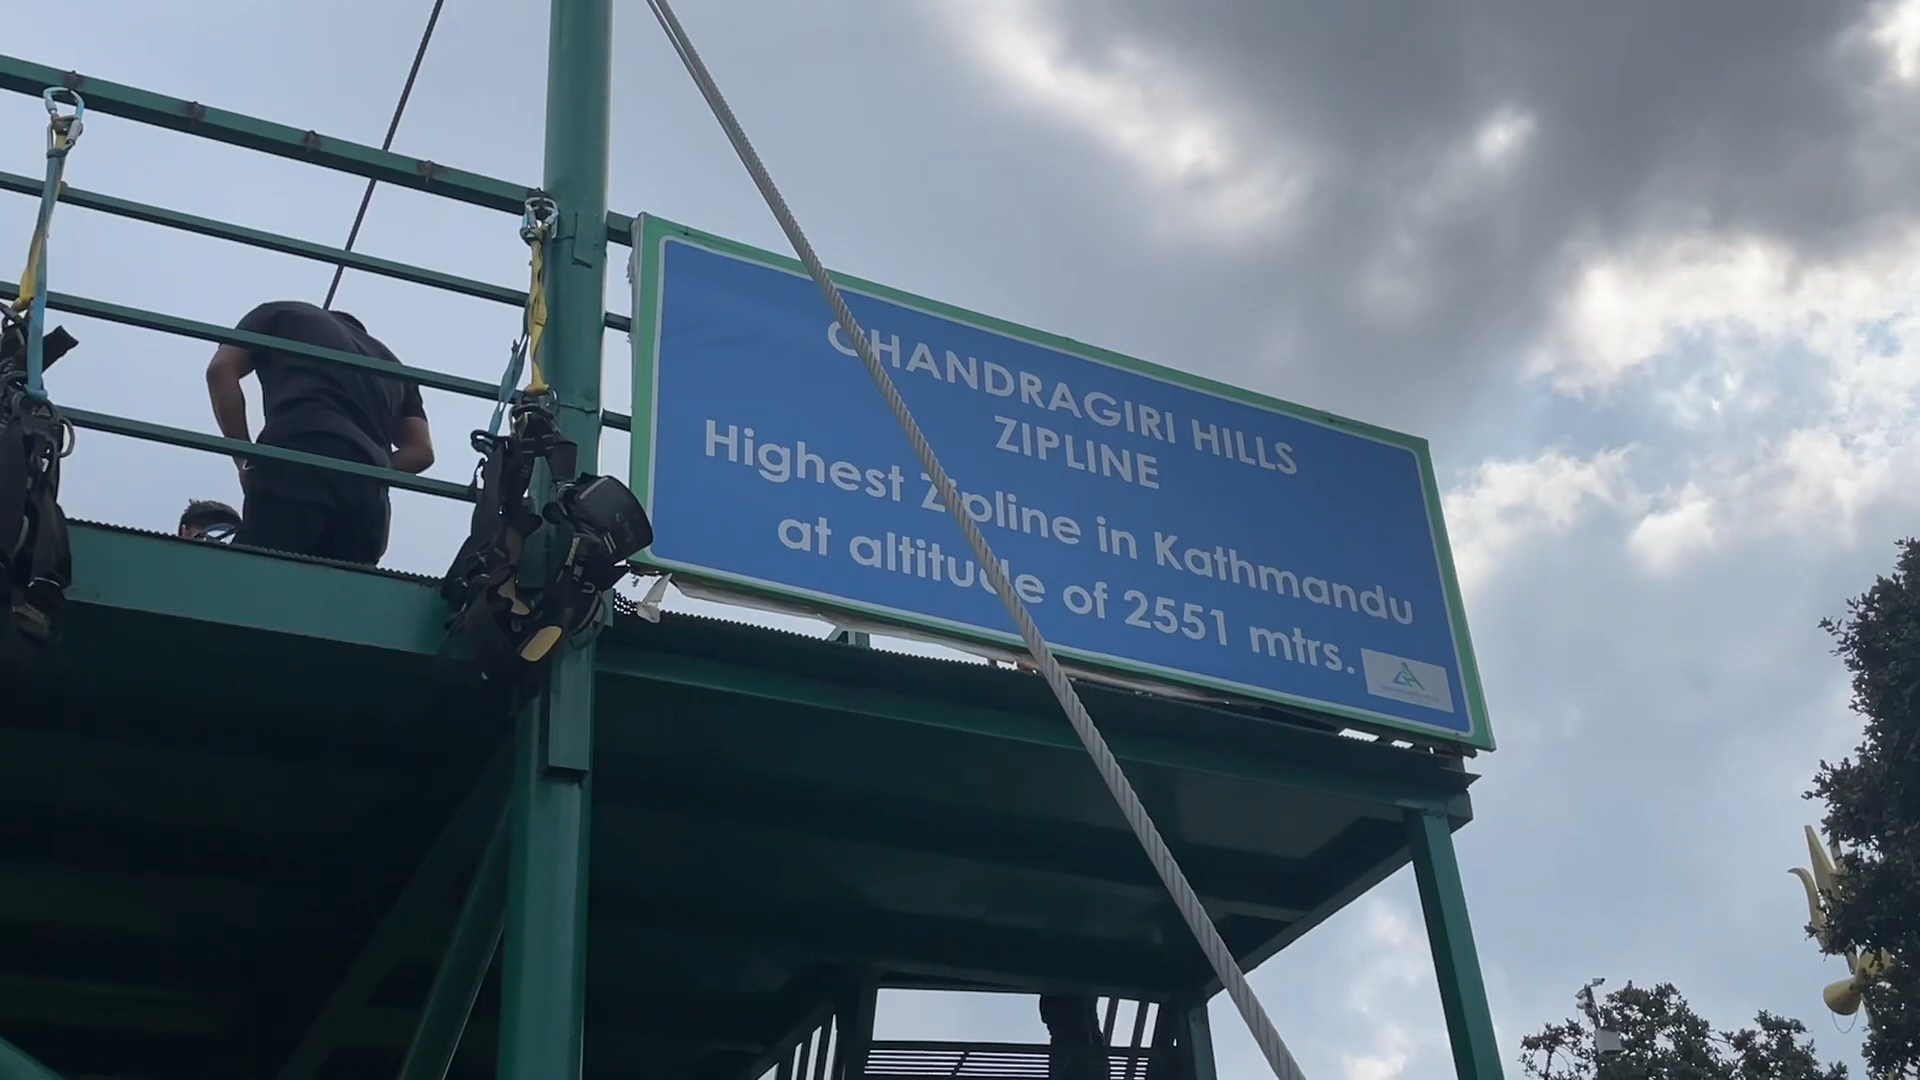 CHANDRAGIRI HILLS
ZIPLINE
Highest Zipline in Kathmandu
at altitude of 2551 mtrs.